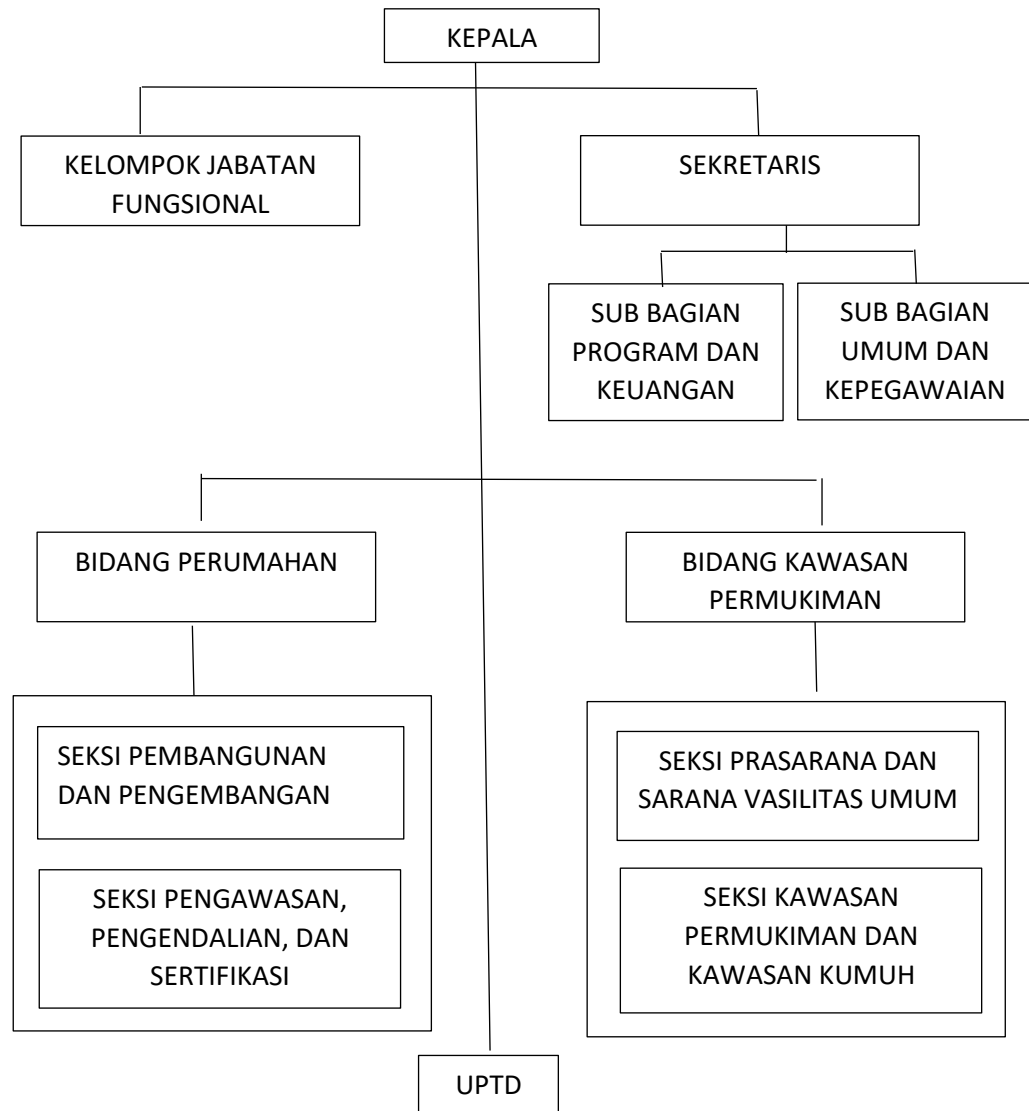 KEPALA
KELOMPOK JABATAN
FUNGSIONAL
SEKRETARIS
SUB BAGIAN
PROGRAM DAN
KEUANGAN
SUB BAGIAN
UMUM DAN
KEPEGAWAIAN
BIDANG PERUMAHAN
BIDANG KAWASAN
PERMUKIMAN
SEKSI PEMBANGUNAN
DAN PENGEMBANGAN
SEKSI PENGAWASAN,
PENGENDALIAN, DAN
SERTIFIKASI
SEKSI PRASARANA DAN
SARANA VASILITAS UMUM
SEKSI KAWASAN
PERMUKIMAN DAN
KAWASAN KUMUH
UPTD